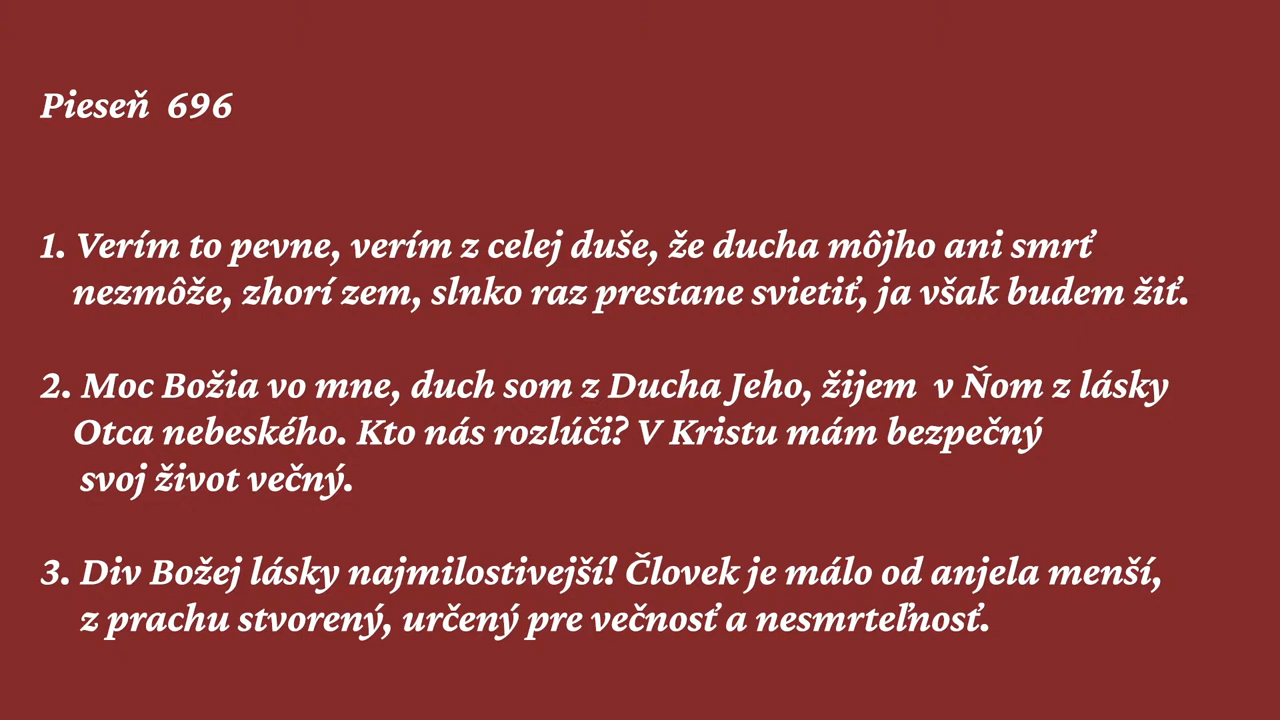 Pieseň 696
1. Verím to pevne, verím z celej duše, že ducha môjho ani smrť
nezmôže, zhorí zem, slnko raz prestane svietiť, ja však budem žiť.
2. Moc Božia vo mne, duch som z Ducha Jeho, žijem v Ňom z lásky
Otca nebeského. Kto nás rozlúči? V Kristu mám bezpečný
svoj život večný.
3. Div Božej lásky najmilostivejší! Človek je málo od anjela menší,
z prachu stvorený, určený pre večnosť a nesmrteľnosť.